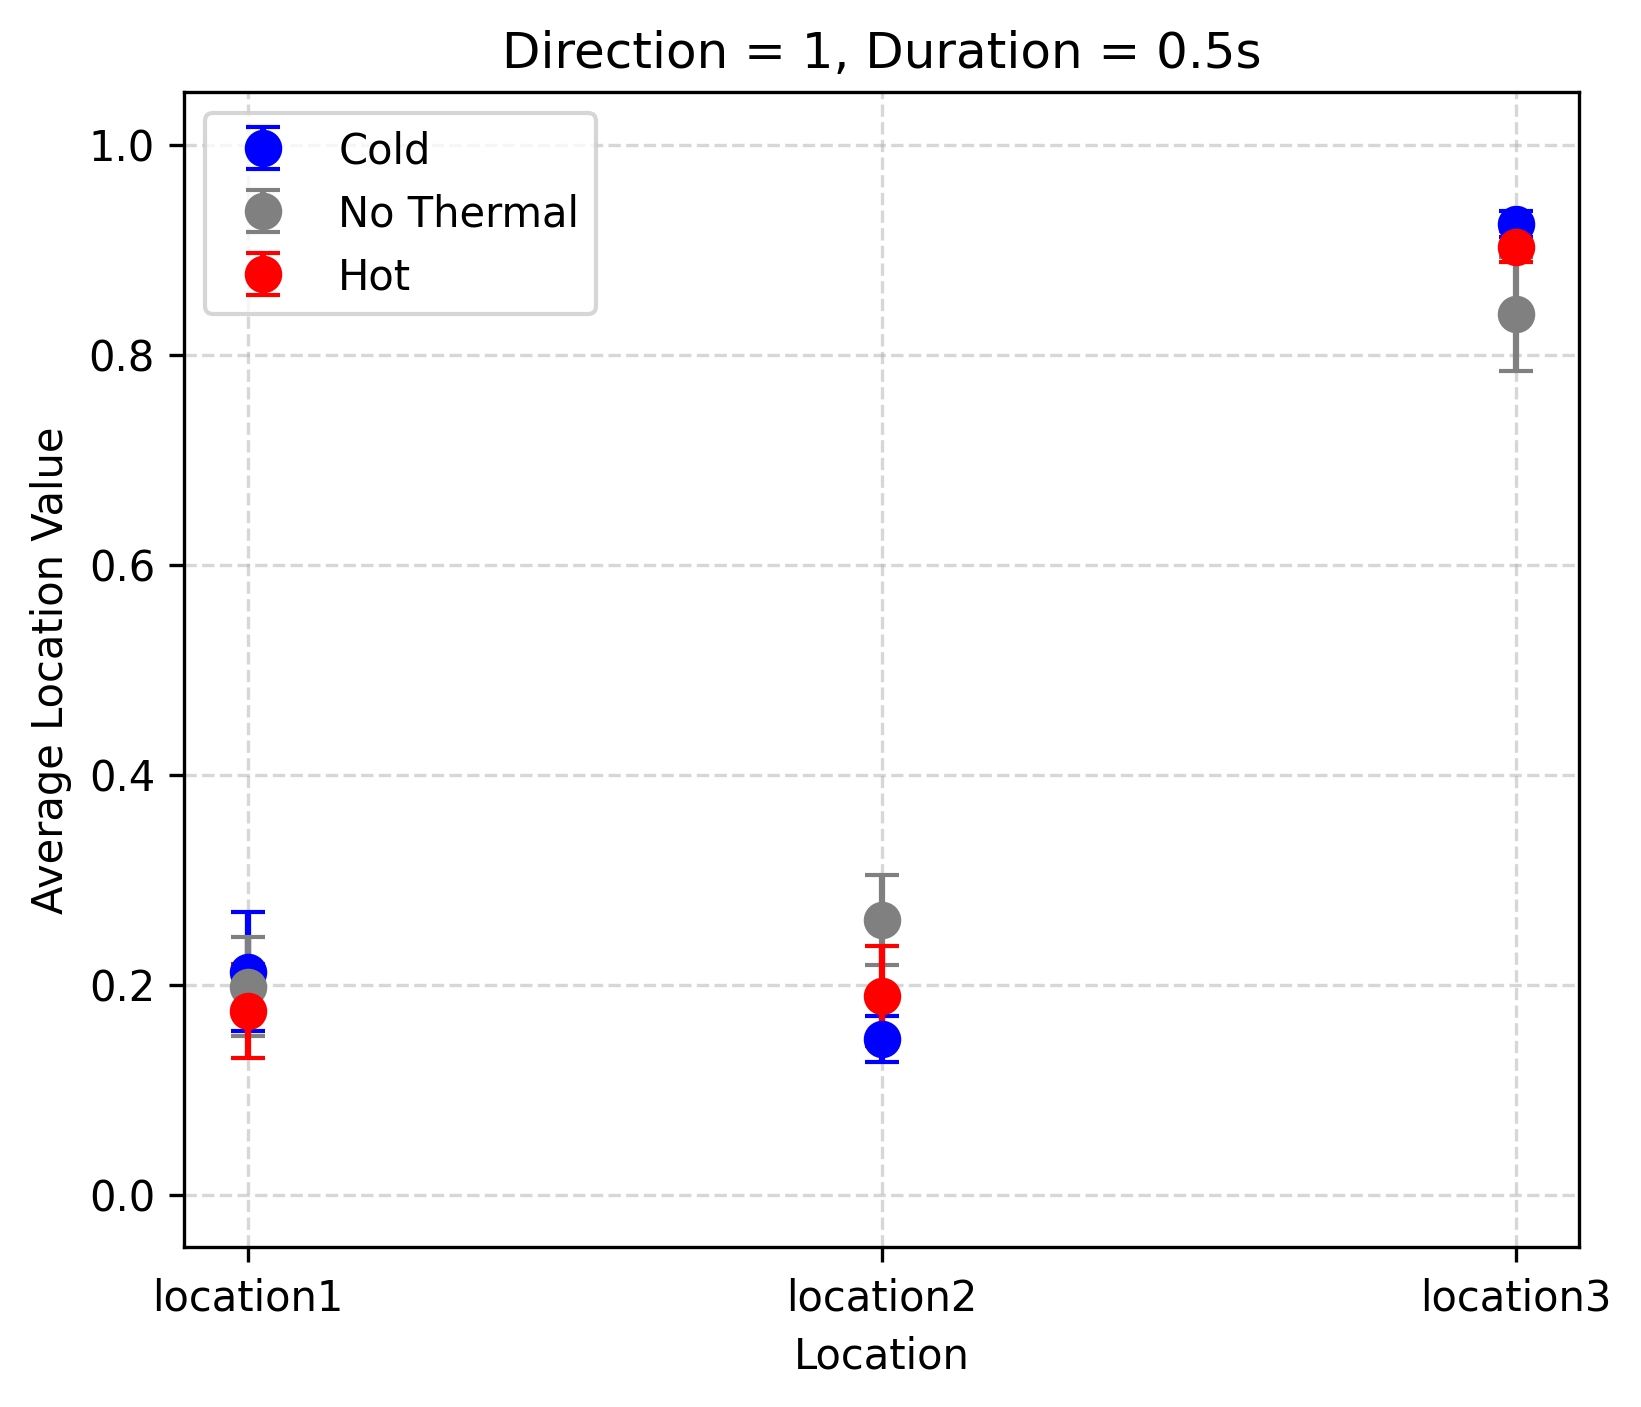 Direction = 1, Duration = 0.5s
Cold
No Thermal
Hot
1.0
0.8
0.6
0.4
0.2
0.0
Average Location Value
location1
location2
location3
Location